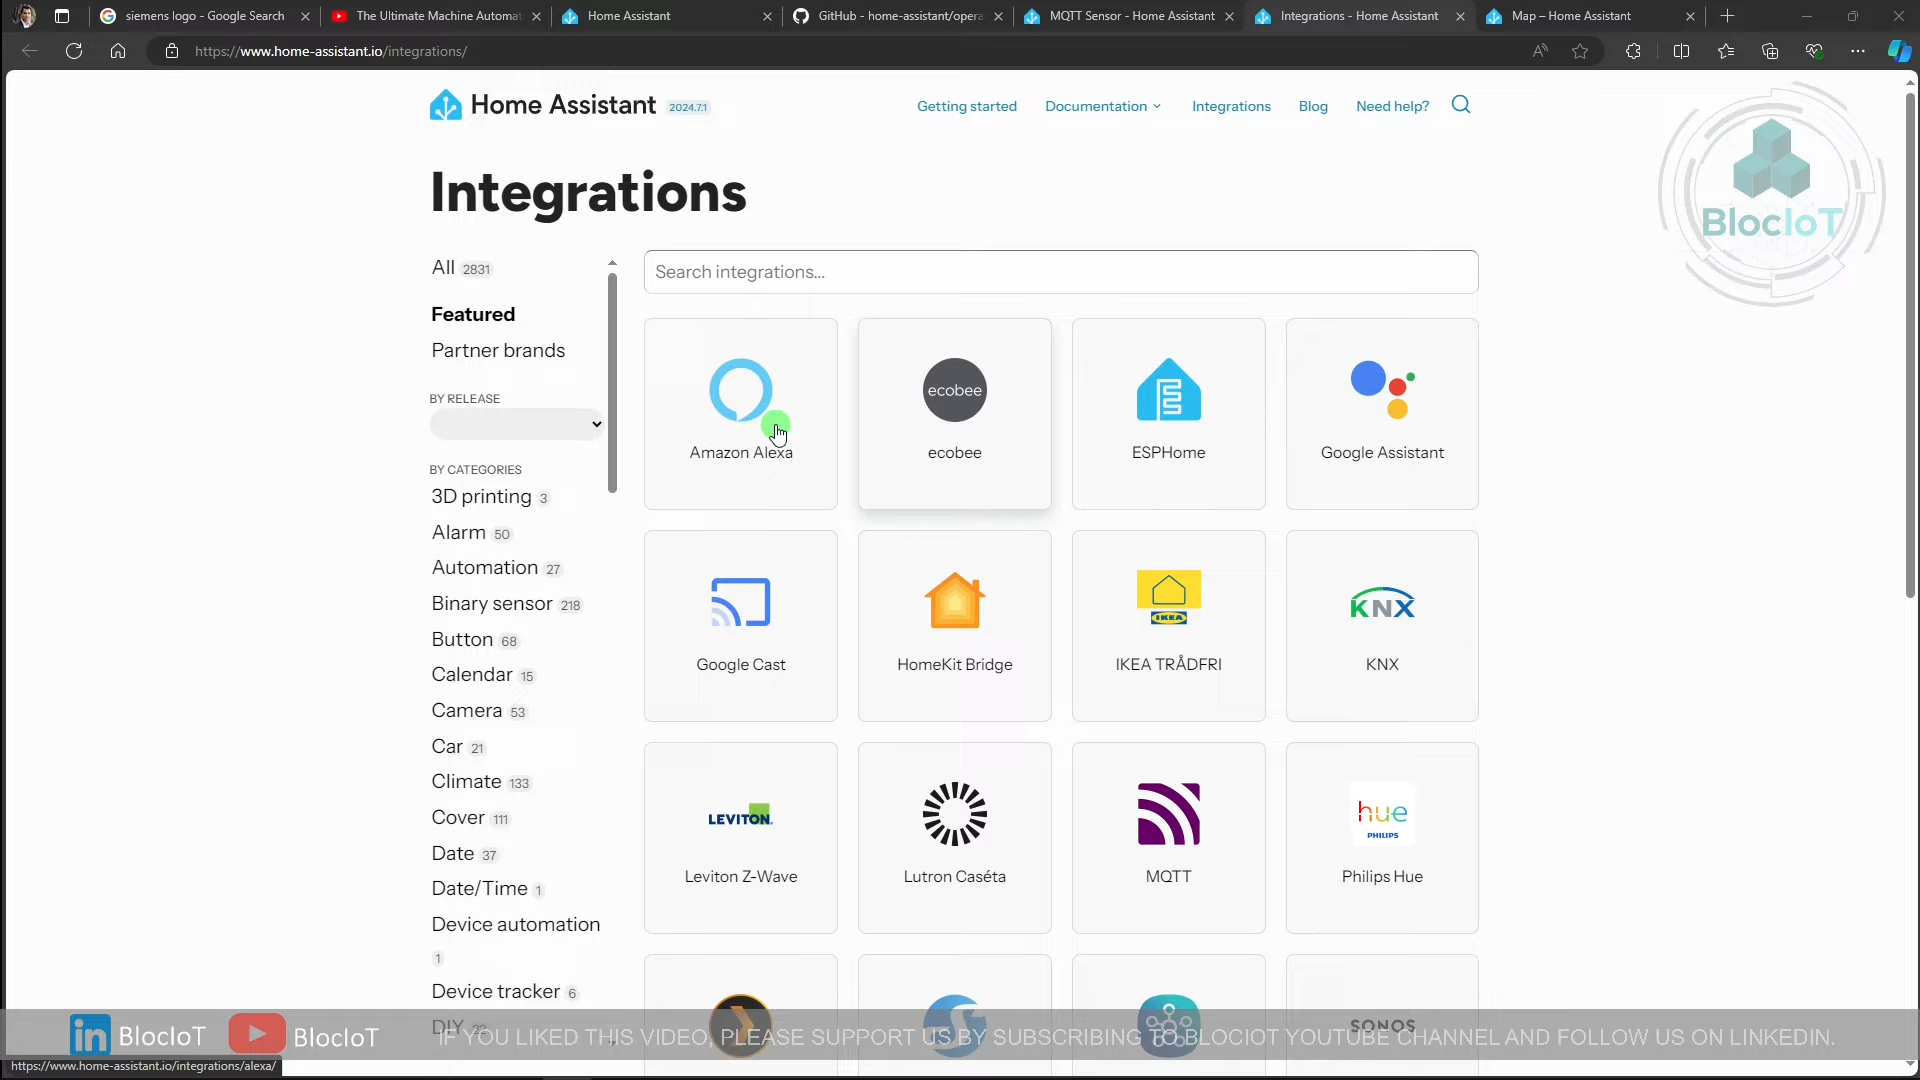 siemens logo - Google Search
The Ultimate Machine Automat
Home Assistant
GitHub - home-assistant/opera
MQTT Sensor - Home Assistant
Integrations - Home Assistant
Map – Home Assistant
https://www.home-assistant.io/integrations/
Home Assistant 2024.7.1
Getting started
Documentation
Integrations
Blog
Need help?
BlocIoT
Integrations
All 2831
Featured
Partner brands
BY RELEASE
BY CATEGORIES
3D printing 3
Alarm 50
Automation 27
Binary sensor 218
Button 68
Calendar 15
Camera 53
Car 21
Climate 133
Cover 111
Date 37
Date/Time 1
Device automation
1
Device tracker 6
DIY 22
Search integrations...
Amazon Alexa
ecobee
ecobee
ESPHome
Google Assistant
Google Cast
HomeKit Bridge
IKEA
IKEA TRÅDFRI
KNX
KNX
LEVITON
Leviton Z-Wave
Lutron Caséta
MQTT
hue
PHILIPS
Philips Hue
SONOS
in BlocIoT
BlocIoT
IF YOU LIKED THIS VIDEO, PLEASE SUPPORT US BY SUBSCRIBING TO BLOCIOT YOUTUBE CHANNEL AND FOLLOW US ON LINKEDIN.
https://www.home-assistant.io/integrations/alexa/